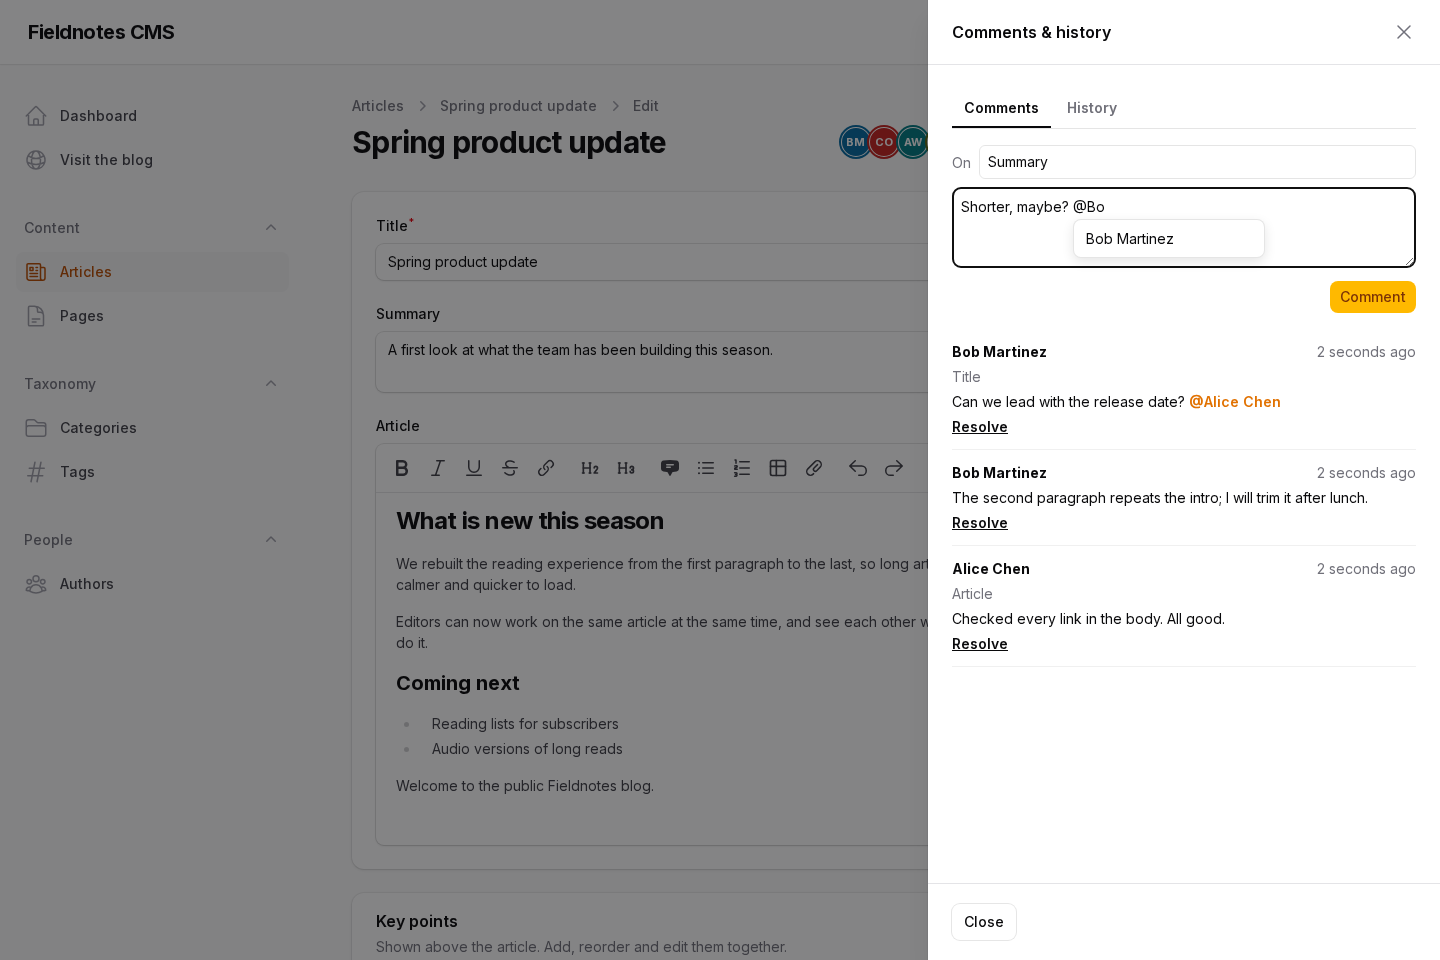 Fieldnotes CMS
Dashboard
Visit the blog
Content
Articles
Pages
Taxonomy
Categories
Tags
People
Authors
Articles
Spring product update
Edit
Spring product update
BM
CO
AW
Title*
Spring product update
Summary
A first look at what the team has been building this season.
Article
B
I
U
S
H2
H3
What is new this season
We rebuilt the reading experience from the first paragraph to the last, so long
calmer and quicker to load.
Editors can now work on the same article at the same time, and see each other
do it.
Coming next
Reading lists for subscribers
Audio versions of long reads
Welcome to the public Fieldnotes blog.
Key points
Shown above the article. Add, reorder and edit them together.
Comments & history
Comments
History
On
Summary
Shorter, maybe? @Bo
Bob Martinez
Comment
Bob Martinez
2 seconds ago
Title
Can we lead with the release date? @Alice Chen
Resolve
Bob Martinez
2 seconds ago
The second paragraph repeats the intro; I will trim it after lunch.
Resolve
Alice Chen
2 seconds ago
Article
Checked every link in the body. All good.
Resolve
Close